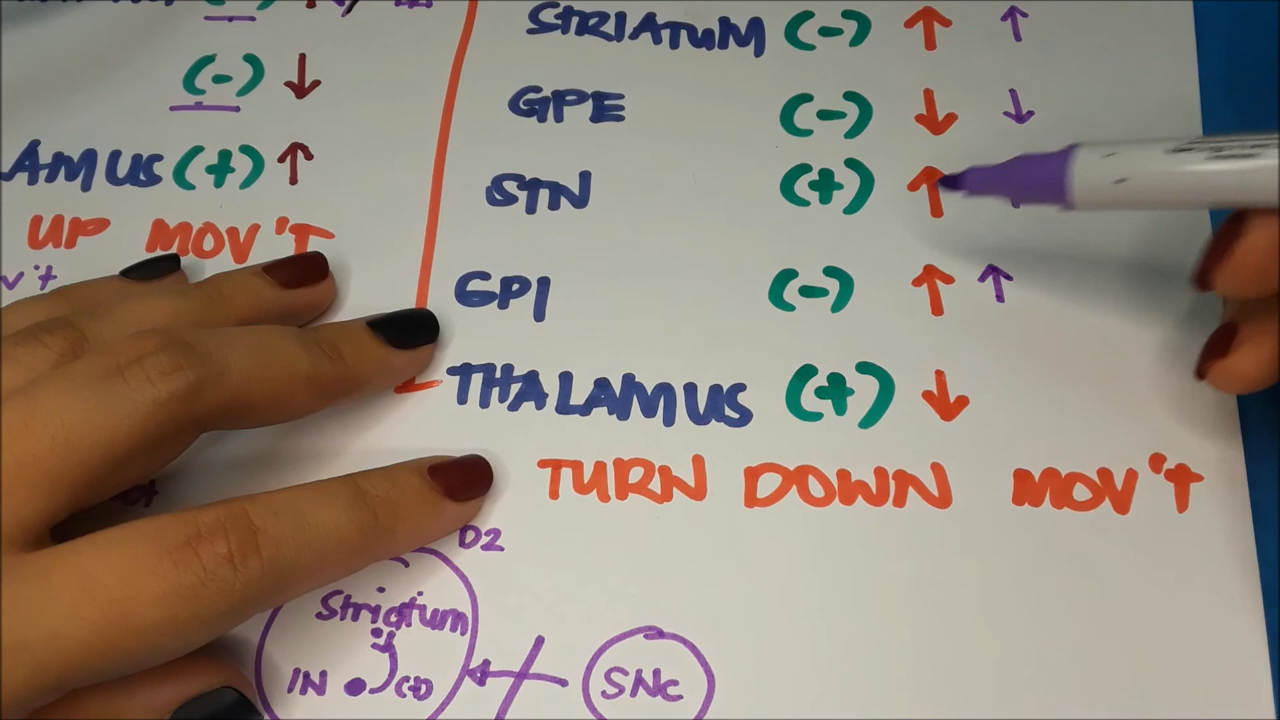 (-) ↓
AMUS (+) ↑
UP MOV'T
STRIATUM (-) ↑ ↑
GPE (-) ↓ ↓
STN (+) ↑
GPI (-) ↑ ↑
THALAMUS (+) ↓
TURN DOWN MOV'T
D2
Striatum
IN (+)
SNc